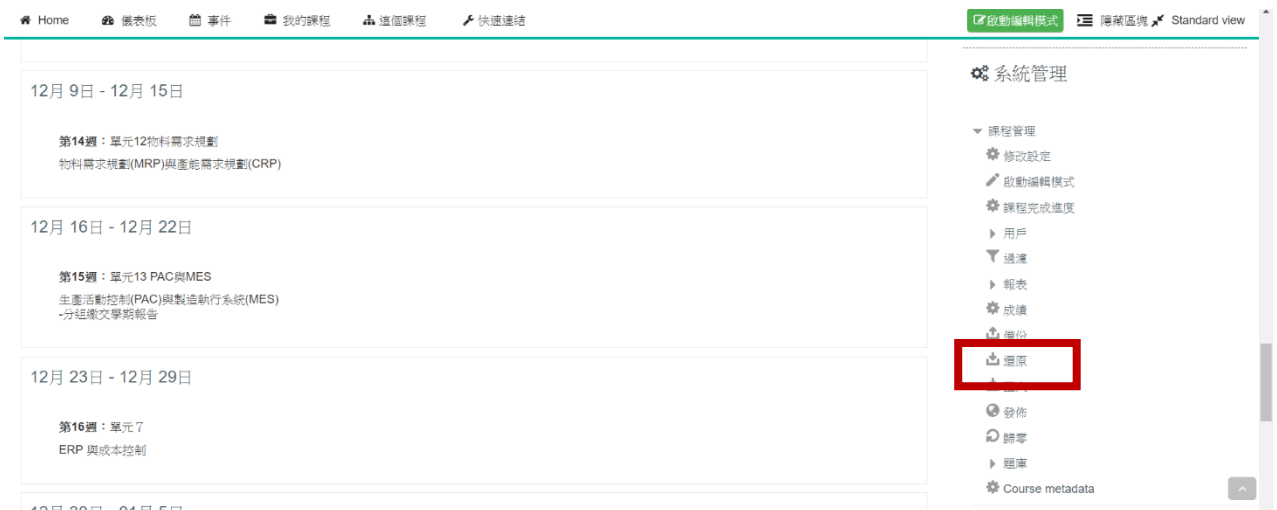 Home 儀表板 事件 我的課程 這個課程 快速連结 啟動編輯模式 隱藏區塊 Standard view
12月 9日 - 12月 15日
第14週：單元12物料需求規劃
物料需求規劃(MRP)與產能需求規劃(CRP)
12月 16日 - 12月 22日
第15週：單元13 PAC與MES
生產活動控制(PAC)與製造執行系統(MES)
-分組繳交學期報告
12月 23日 - 12月 29日
第16週：單元７
ERP 與成本控制
系統管理
課程管理
修改設定
啟動編輯模式
課程完成進度
用戶
過濾
報表
成績
備份
還原
發佈
歸零
題庫
Course metadata